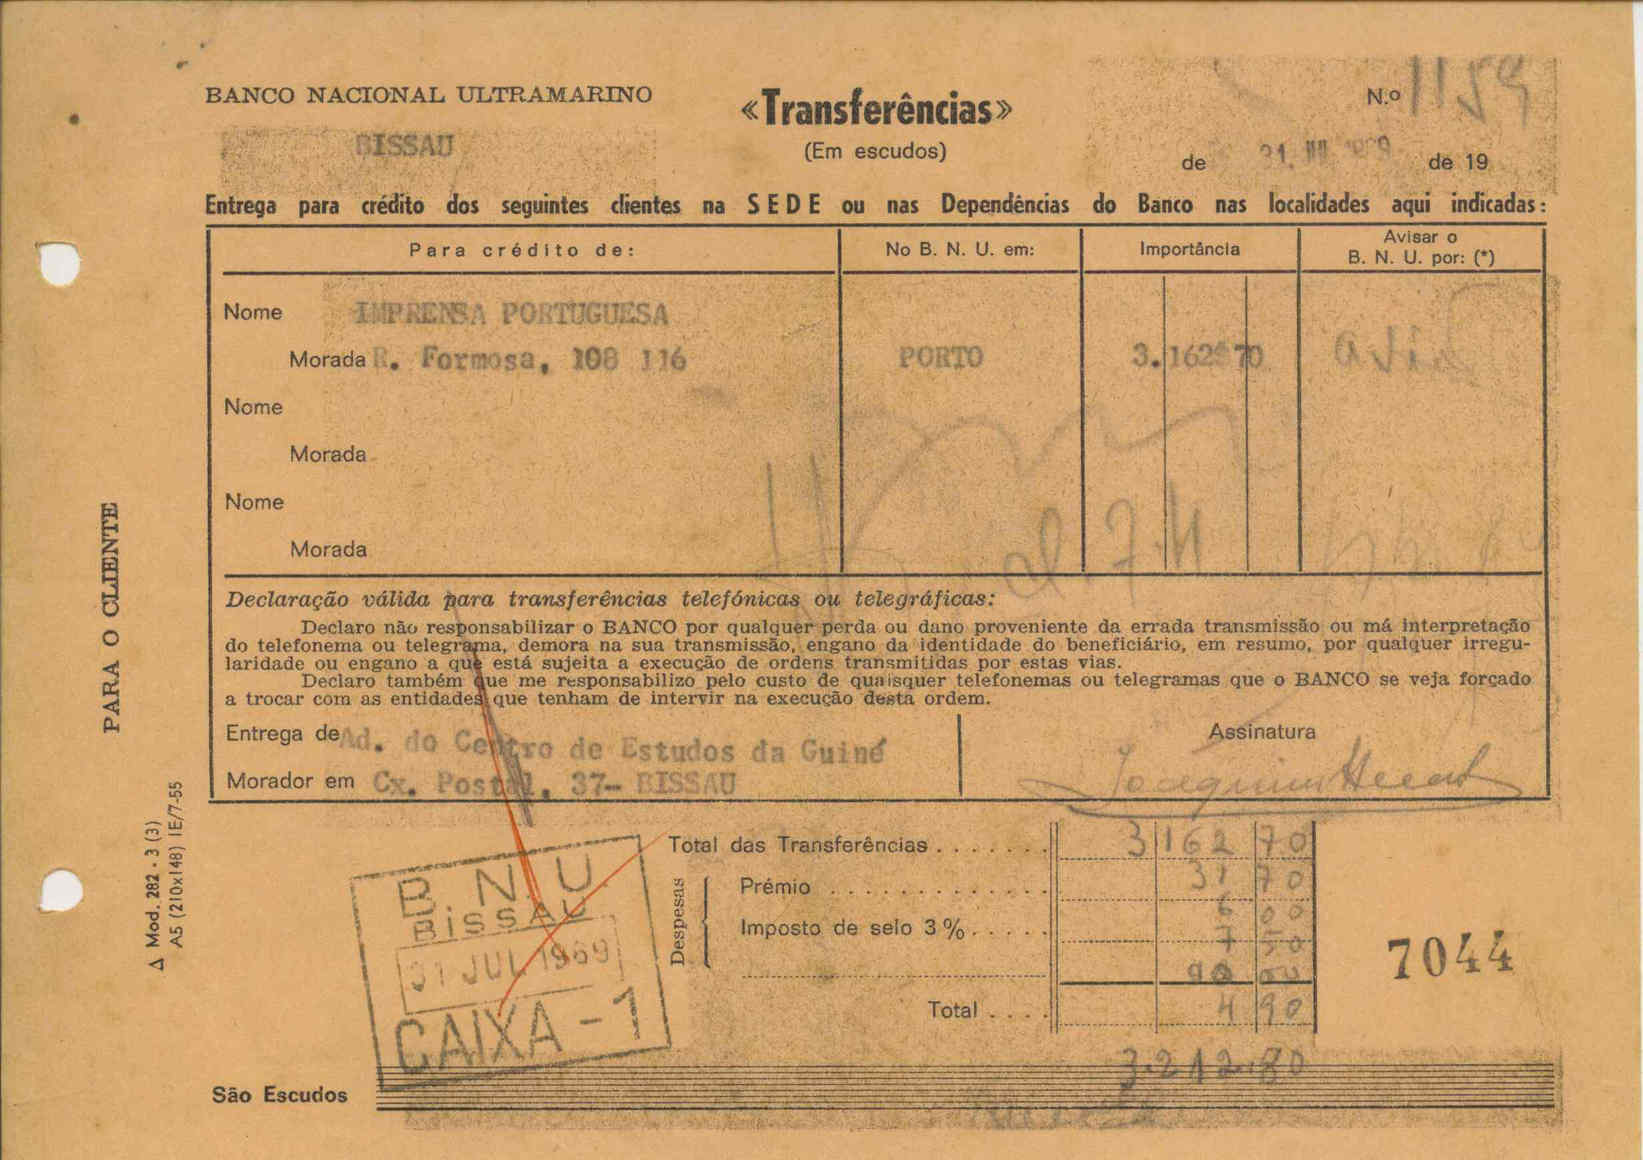 BANCO NACIONAL ULTRAMARINO
«Transferências»
N.º 1159
BISSAU
(Em escudos)
de 31. de 19
Entrega para crédito dos seguintes clientes na SEDE ou nas Dependências do Banco nas localidades aqui indicadas:
Para crédito de: No B. N. U. em: Importância Avisar o B. N. U. por: (*)
Nome IMPRENSA PORTUGUESA
Morada R. Formosa, 108 116 PORTO 3.162$70
Nome
Morada
Nome
Morada
Declaração válida para transferências telefónicas ou telegráficas:
Declaro não responsabilizar o BANCO por qualquer perda ou dano proveniente da errada transmissão ou má interpretação
do telefonema ou telegrama, demora na sua transmissão, engano da identidade do beneficiário, em resumo, por qualquer irregu-
laridade ou engano a que está sujeita a execução de ordens transmitidas por estas vias.
Declaro também que me responsabilizo pelo custo de quaisquer telefonemas ou telegramas que o BANCO se veja forçado
a trocar com as entidades que tenham de intervir na execução desta ordem.
Entrega de Ad. do Centro de Estudos da Guiné
Assinatura
Morador em Cx. Postal, 37- BISSAU
Joaquim
Total das Transferências 3 162 70
Despesas
Prémio 31 70
Imposto de selo 3%
Total 4 90
3.212.80
7044
B. N. U.
BISSAU
31 JUL 1969
CAIXA-1
São Escudos
PARA O CLIENTE
Δ Mod. 282 - 3 (3)
A5 (210x148) IE/7-55